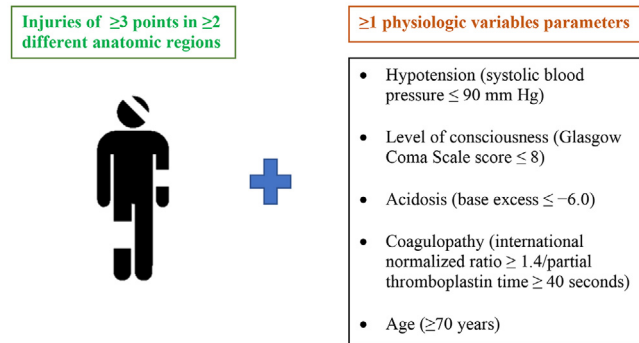 Injuries of ≥3 points in ≥2
different anatomic regions
≥1 physiologic variables parameters
• Hypotension (systolic blood
pressure ≤ 90 mm Hg)
• Level of consciousness (Glasgow
Coma Scale score ≤ 8)
• Acidosis (base excess ≤ −6.0)
• Coagulopathy (international
normalized ratio ≥ 1.4/partial
thromboplastin time ≥ 40 seconds)
• Age (≥70 years)